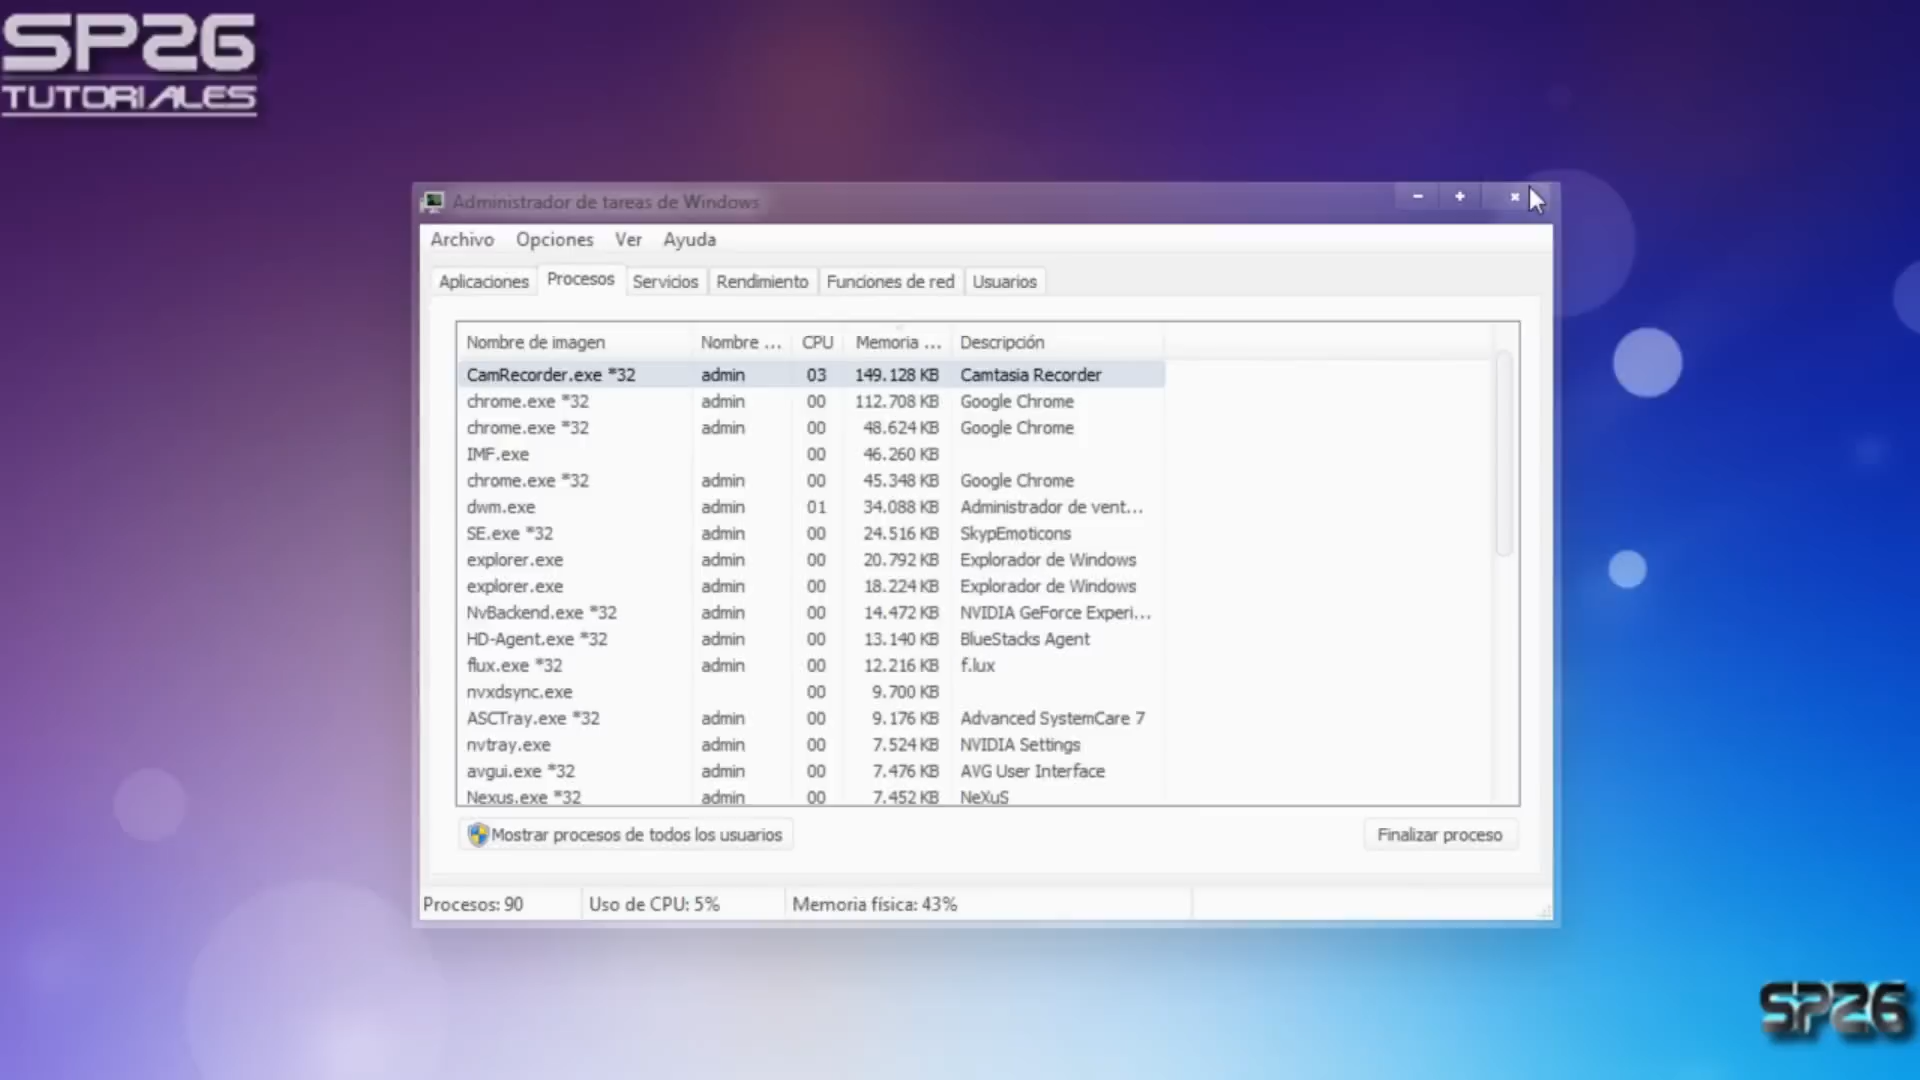 SP26
TUTORIALES
Administrador de tareas de Windows
Archivo Opciones Ver Ayuda
Aplicaciones Procesos Servicios Rendimiento Funciones de red Usuarios
Nombre de imagen Nombre ... CPU Memoria ... Descripción
CamRecorder.exe *32 admin 03 149.128 KB Camtasia Recorder
chrome.exe *32 admin 00 112.708 KB Google Chrome
chrome.exe *32 admin 00 48.624 KB Google Chrome
IMF.exe 00 46.260 KB
chrome.exe *32 admin 00 45.348 KB Google Chrome
dwm.exe admin 01 34.088 KB Administrador de vent...
SE.exe *32 admin 00 24.516 KB SkypEmoticons
explorer.exe admin 00 20.792 KB Explorador de Windows
explorer.exe admin 00 18.224 KB Explorador de Windows
NvBackend.exe *32 admin 00 14.472 KB NVIDIA GeForce Experi...
HD-Agent.exe *32 admin 00 13.140 KB BlueStacks Agent
flux.exe *32 admin 00 12.216 KB f.lux
nvxdsync.exe 00 9.700 KB
ASCTray.exe *32 admin 00 9.176 KB Advanced SystemCare 7
nvtray.exe admin 00 7.524 KB NVIDIA Settings
avgui.exe *32 admin 00 7.476 KB AVG User Interface
Nexus.exe *32 admin 00 7.452 KB NeXuS
Mostrar procesos de todos los usuarios Finalizar proceso
Procesos: 90 Uso de CPU: 5% Memoria física: 43%
SP26